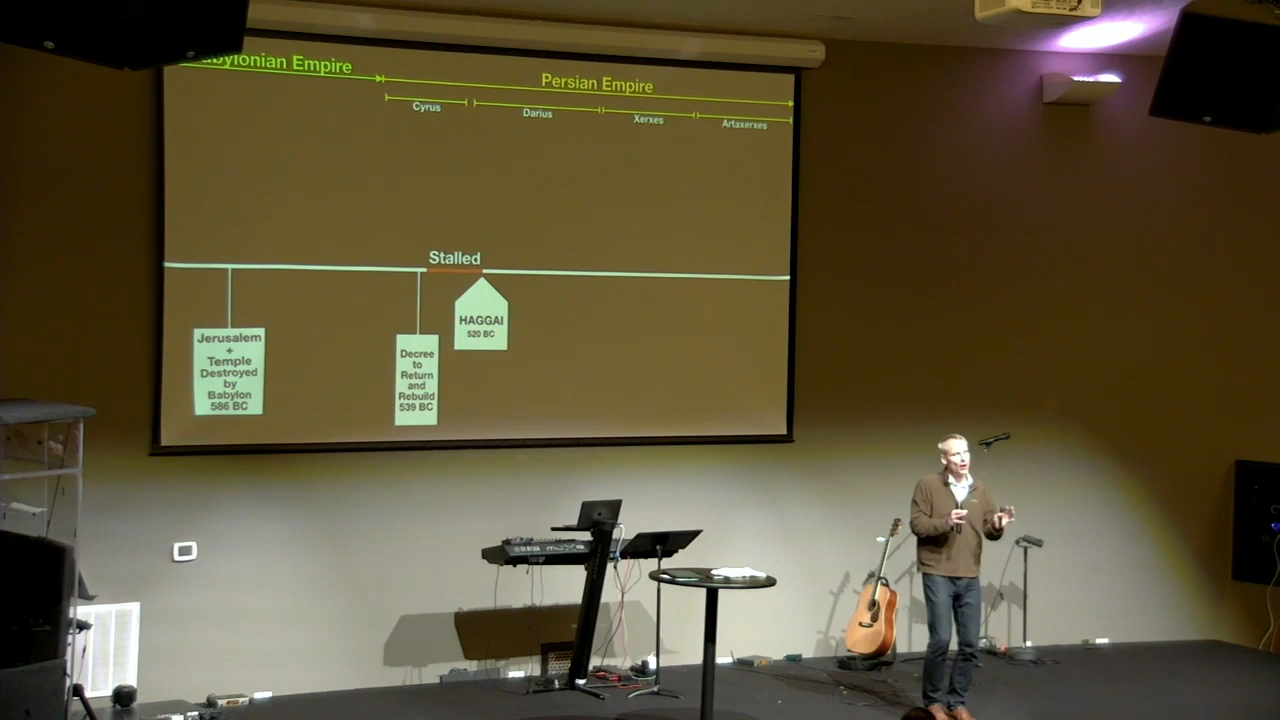 Babylonian Empire
Persian Empire
Cyrus
Darius
Xerxes
Artaxerxes
Stalled
HAGGAI
520 BC
Jerusalem
+
Temple
Destroyed
by
Babylon
586 BC
Decree
to
Return
and
Rebuild
539 BC